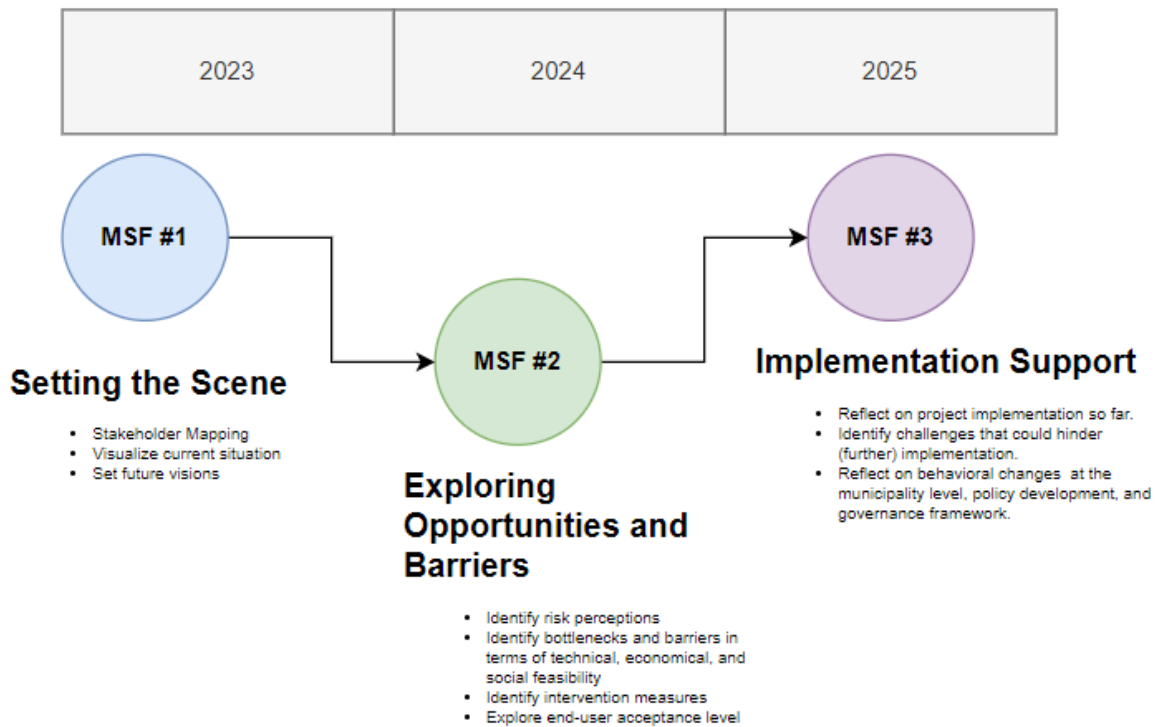 2023
2024
2025
MSF #1
MSF #2
MSF #3
Setting the Scene
• Stakeholder Mapping
• Visualize current situation
• Set future visions
Exploring
Opportunities and
Barriers
• Identify risk perceptions
• Identify bottlenecks and barriers in
terms of technical, economical, and
social feasibility
• Identify intervention measures
• Explore end-user acceptance level
Implementation Support
• Reflect on project implementation so far.
• Identify challenges that could hinder
(further) implementation.
• Reflect on behavioral changes at the
municipality level, policy development, and
governance framework.